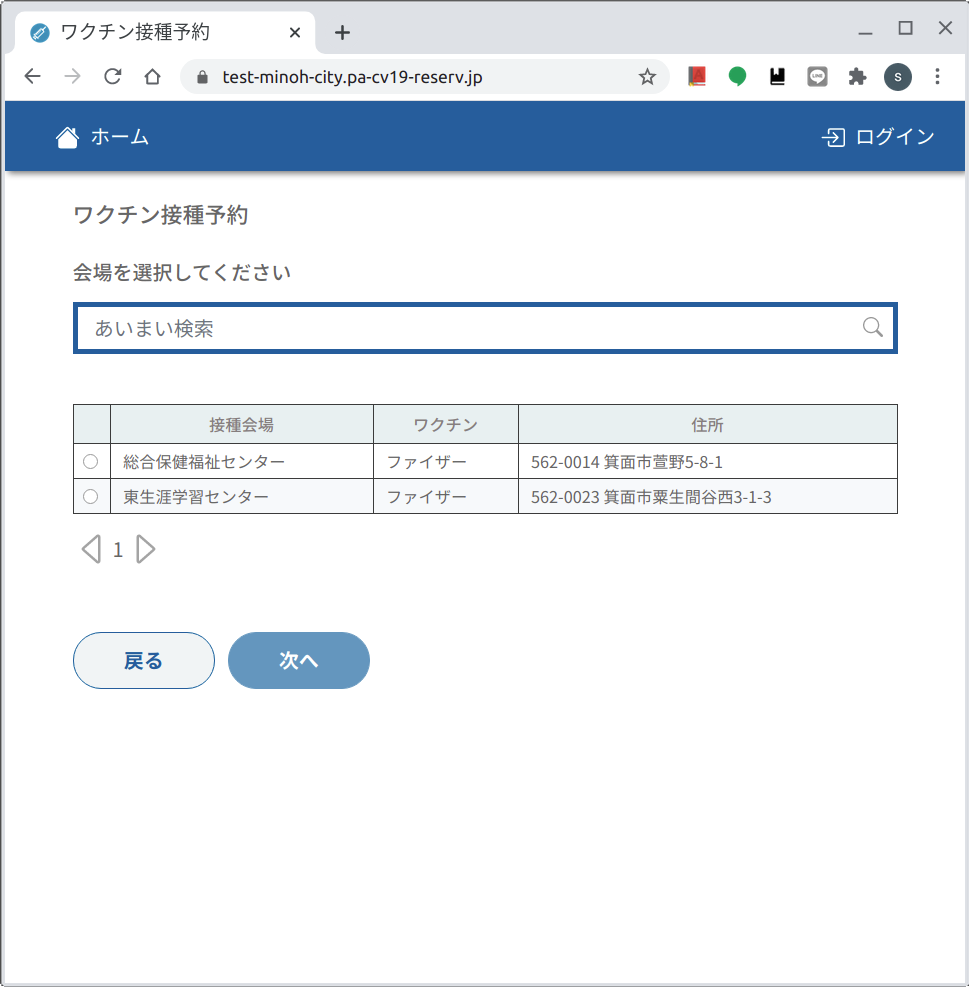 ワクチン接種予約
test-minoh-city.pa-cv19-reserv.jp
LINE
S
ホーム
ログイン
ワクチン接種予約
会場を選択してください
あいまい検索
接種会場 ワクチン 住所
総合保健福祉センター ファイザー 562-0014 箕面市萱野5-8-1
東生涯学習センター ファイザー 562-0023 箕面市粟生間谷西3-1-3
1
戻る 次へ